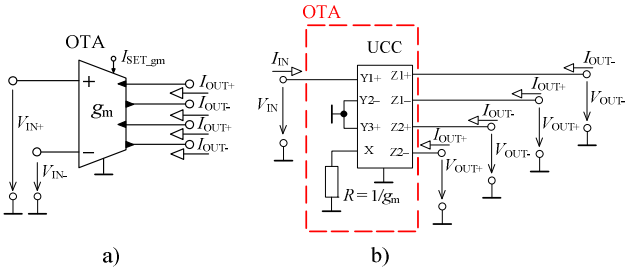 OTA
I_SET_gm
+
g_m
−
V_IN+
V_IN−
I_OUT+
I_OUT-
I_OUT+
I_OUT-
a)
OTA
UCC
I_IN
V_IN
Y1+
Y2−
Y3+
X
Z1+
Z1−
Z2+
Z2−
R = 1/g_m
I_OUT-
I_OUT+
I_OUT-
I_OUT+
V_OUT-
V_OUT+
V_OUT-
V_OUT+
b)